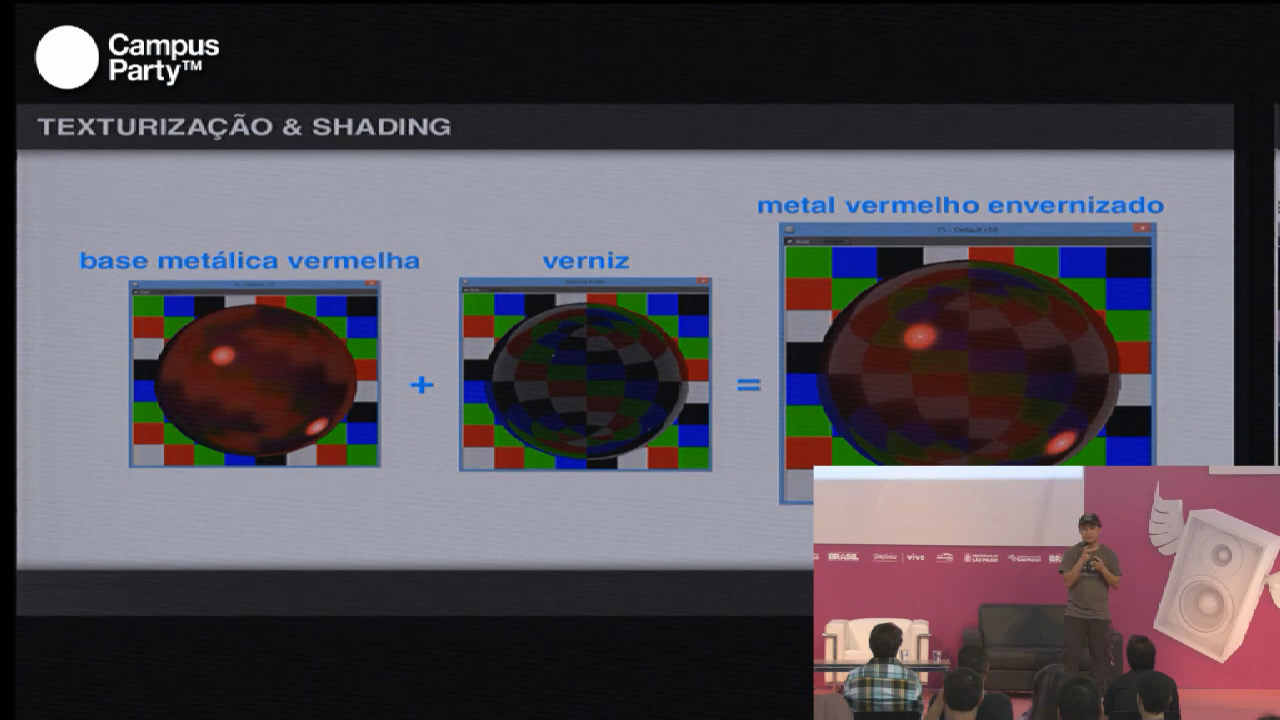 Campus
Party™
TEXTURIZAÇÃO & SHADING
metal vermelho envernizado
base metálica vermelha
verniz
+
=
BRASIL
vivo